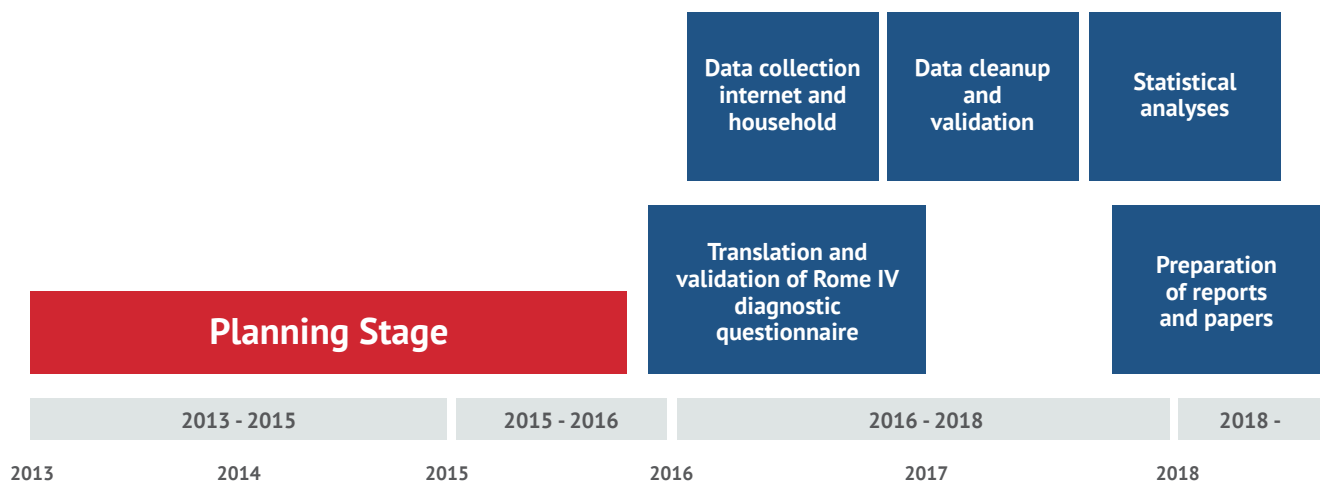 Data collection
internet and
household
Data cleanup
and
validation
Statistical
analyses
Translation and
validation of Rome IV
diagnostic
questionnaire
Preparation
of reports
and papers
Planning Stage
2013 - 2015
2015 - 2016
2016 - 2018
2018 -
2013
2014
2015
2016
2017
2018